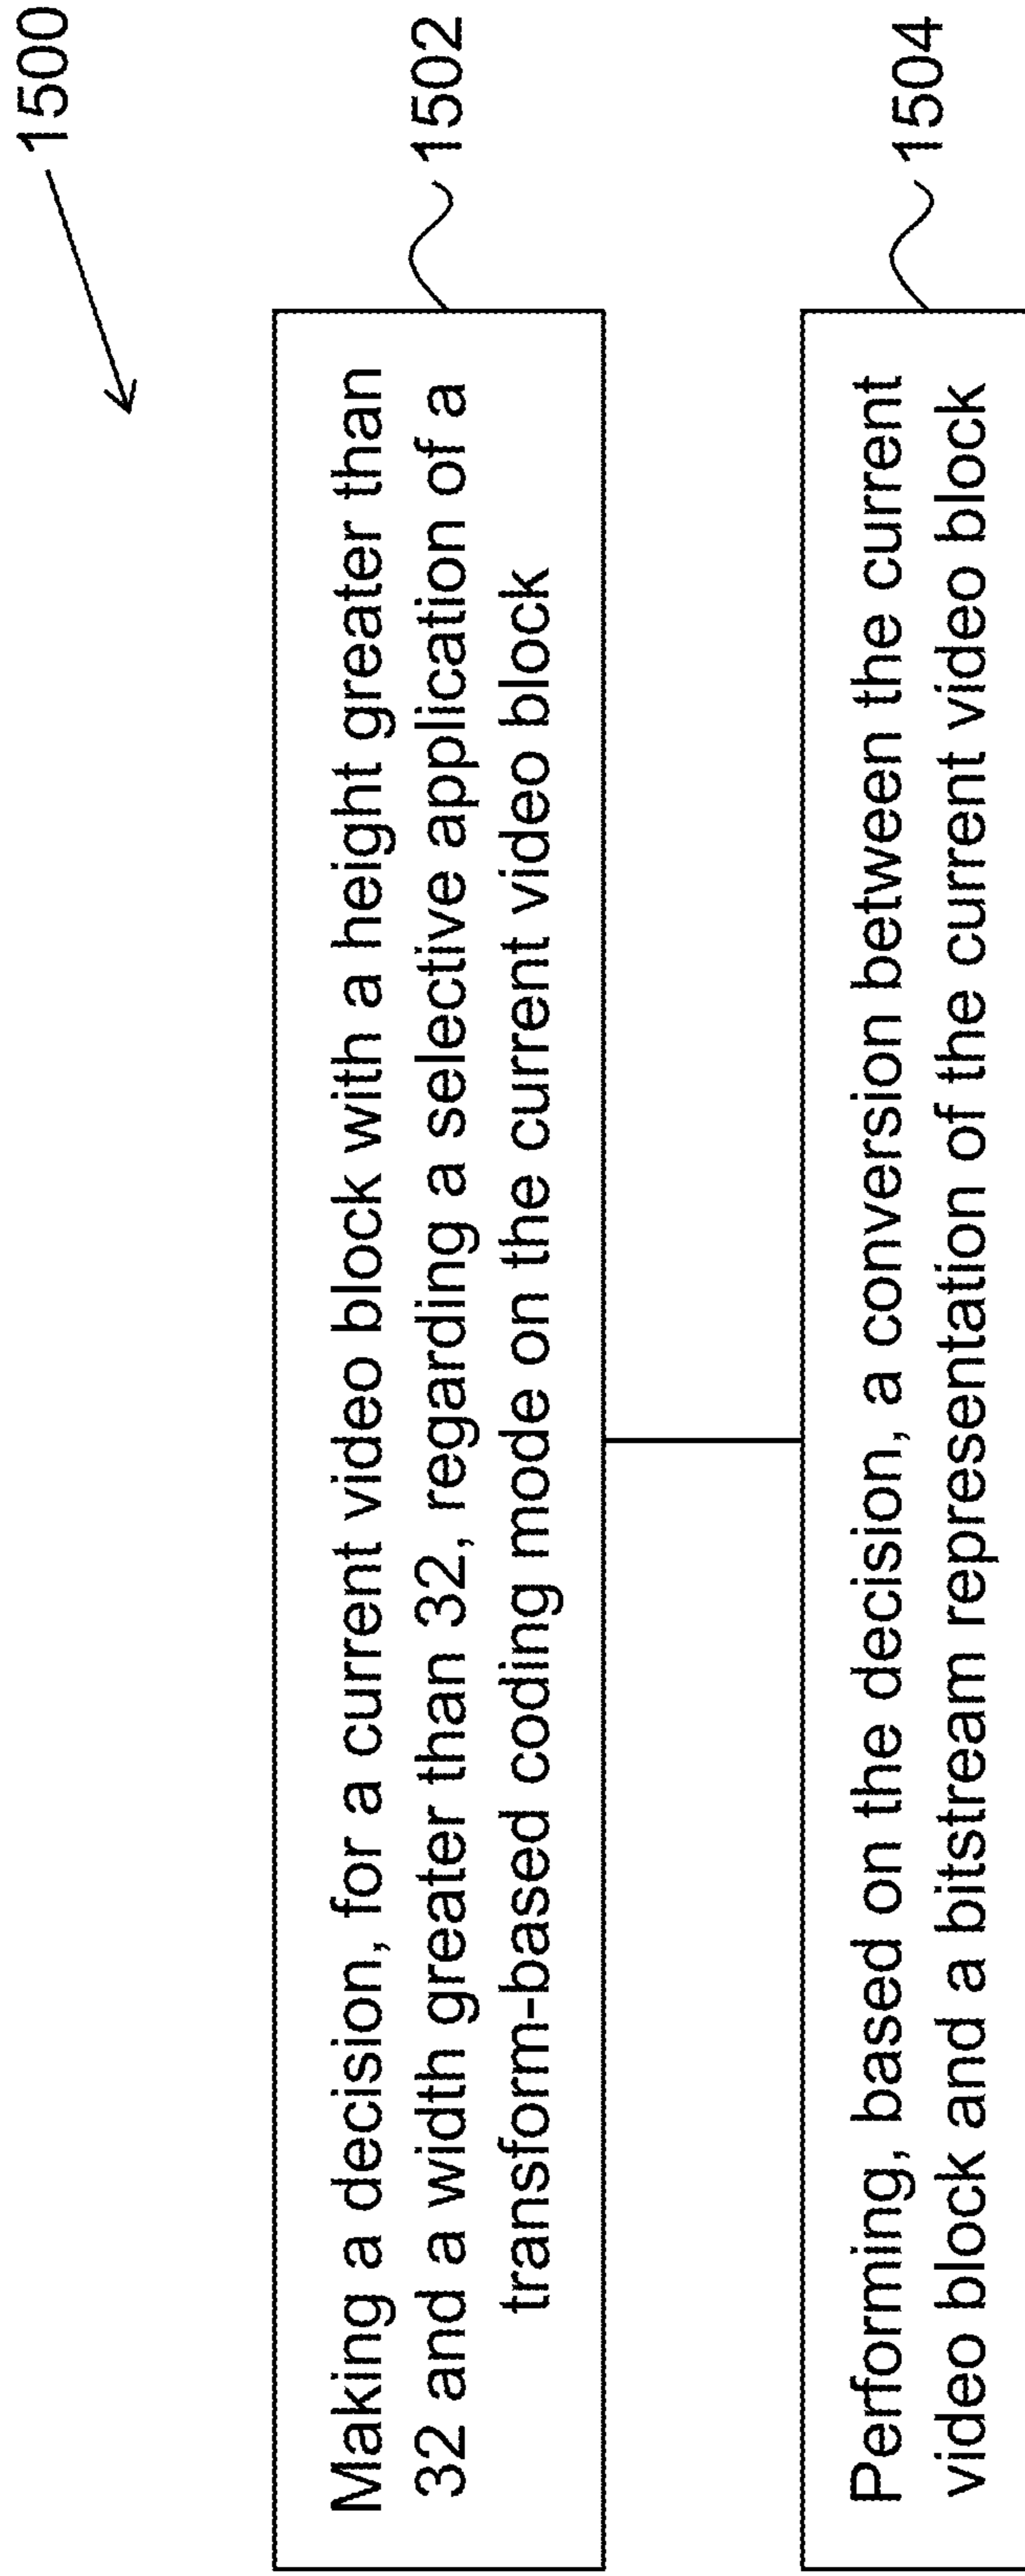 1500
Making a decision, for a current video block with a height greater than
32 and a width greater than 32, regarding a selective application of a
transform-based coding mode on the current video block
1502
Performing, based on the decision, a conversion between the current
video block and a bitstream representation of the current video block
1504